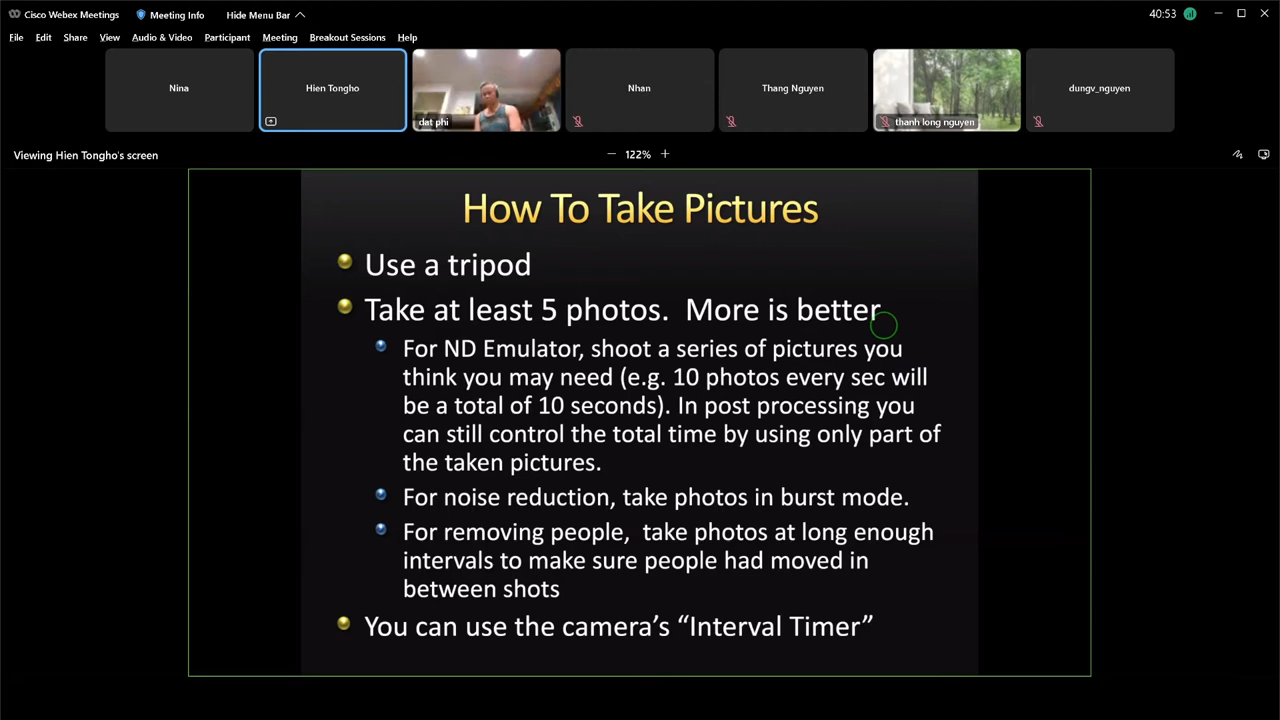 Cisco Webex Meetings Meeting Info Hide Menu Bar 40:53
File Edit Share View Audio & Video Participant Meeting Breakout Sessions Help
Nina
Hien Tongho
dat phi
Nhan
Thang Nguyen
thanh long nguyen
dungv_nguyen
Viewing Hien Tongho's screen
122%
How To Take Pictures
Use a tripod
Take at least 5 photos. More is better
For ND Emulator, shoot a series of pictures you
think you may need (e.g. 10 photos every sec will
be a total of 10 seconds). In post processing you
can still control the total time by using only part of
the taken pictures.
For noise reduction, take photos in burst mode.
For removing people, take photos at long enough
intervals to make sure people had moved in
between shots
You can use the camera’s “Interval Timer”